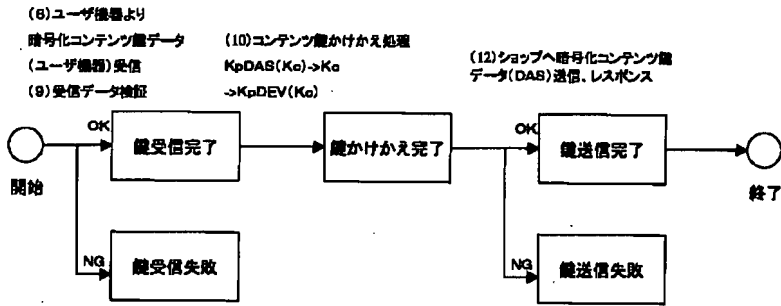 (6)ユーザ機器より
暗号化コンテンツ鍵データ
(ユーザ機器)受信
(9)受信データ検証
(10)コンテンツ鍵かけかえ処理
KpDAS(Kc)->Kc
->KpDEV(Kc)
(12)ショップへ暗号化コンテンツ鍵
データ(DAS)送信、レスポンス
OK
鍵受信完了
鍵かけかえ完了
OK
鍵送信完了
開始
終了
NG
鍵受信失敗
NG
鍵送信失敗